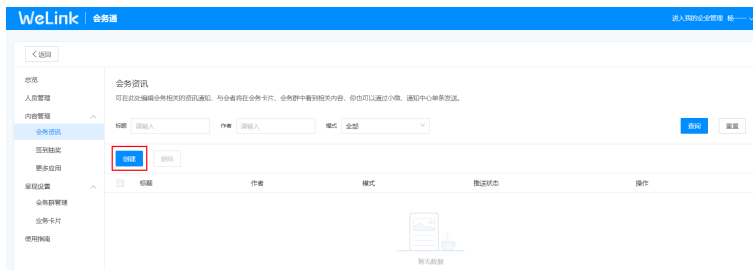 WeLink 会务通 进入我的企业管理 杨
< 返回
总览
人员管理
内容管理
会务资讯
签到抽奖
更多应用
呈现设置
会务群管理
业务卡片
使用指南
会务资讯
可在此处编辑会务相关的资讯通知，与会者将在会务卡片、会务群中看到相关内容，你也可以通过小微、通知中心单条发送。
标题 请输入 作者 请输入 模式 全部 查询 重置
创建 删除
标题 作者 模式 推送状态 操作
暂无数据